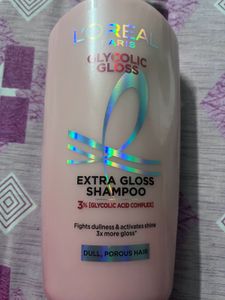 L'ORÉAL
PARIS
GLYCOLIC
GLOSS
EXTRA GLOSS
SHAMPOO
3% [GLYCOLIC ACID COMPLEX]
Fights dullness & activates shine
3x more gloss*
DULL, POROUS HAIR